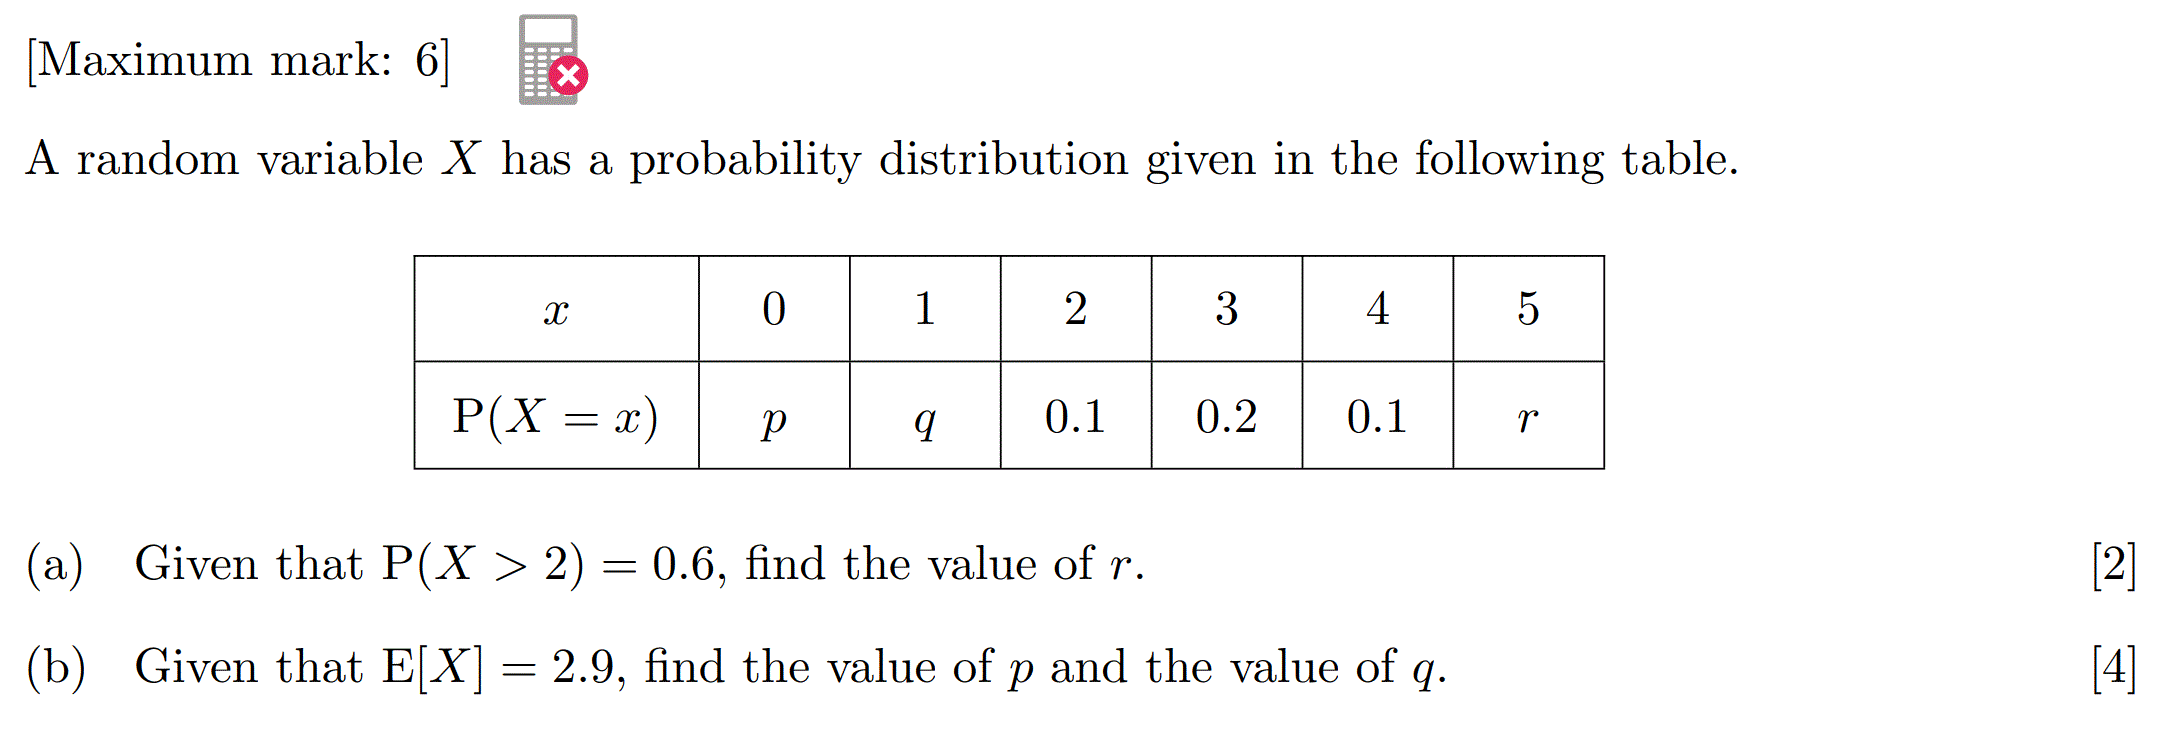 [Maximum mark: 6]
A random variable X has a probability distribution given in the following table.
x 0 1 2 3 4 5
P(X = x) p q 0.1 0.2 0.1 r
(a) Given that P(X > 2) = 0.6, find the value of r. [2]
(b) Given that E[X] = 2.9, find the value of p and the value of q. [4]